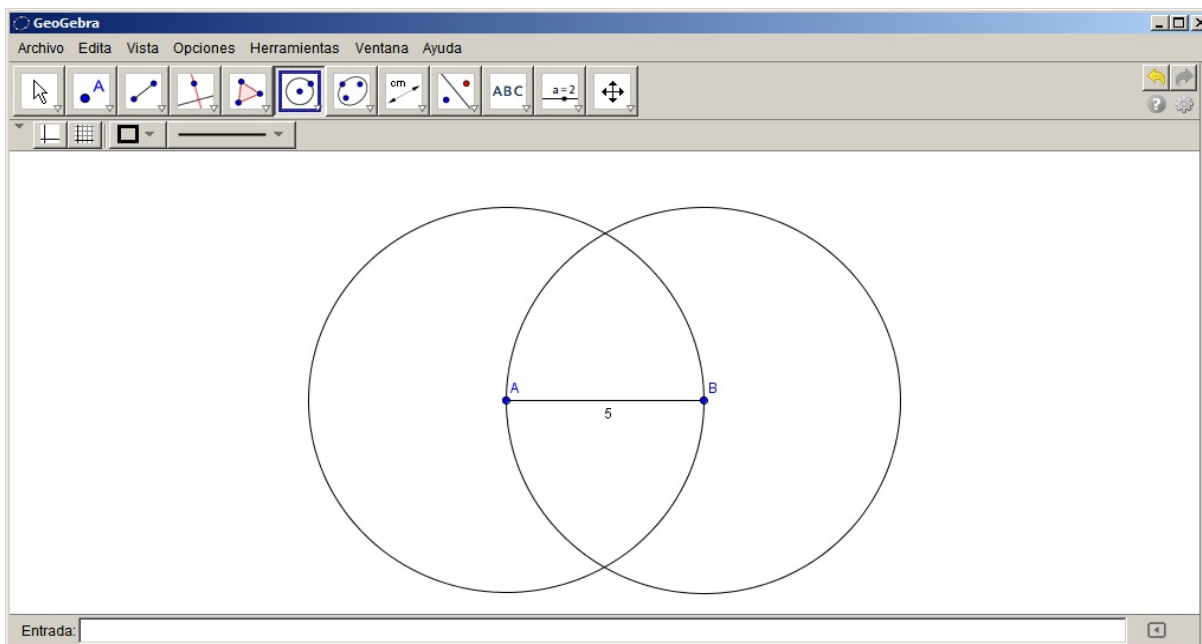 GeoGebra
Archivo Edita Vista Opciones Herramientas Ventana Ayuda
A cm ABC a=2
?
A B
5
Entrada: